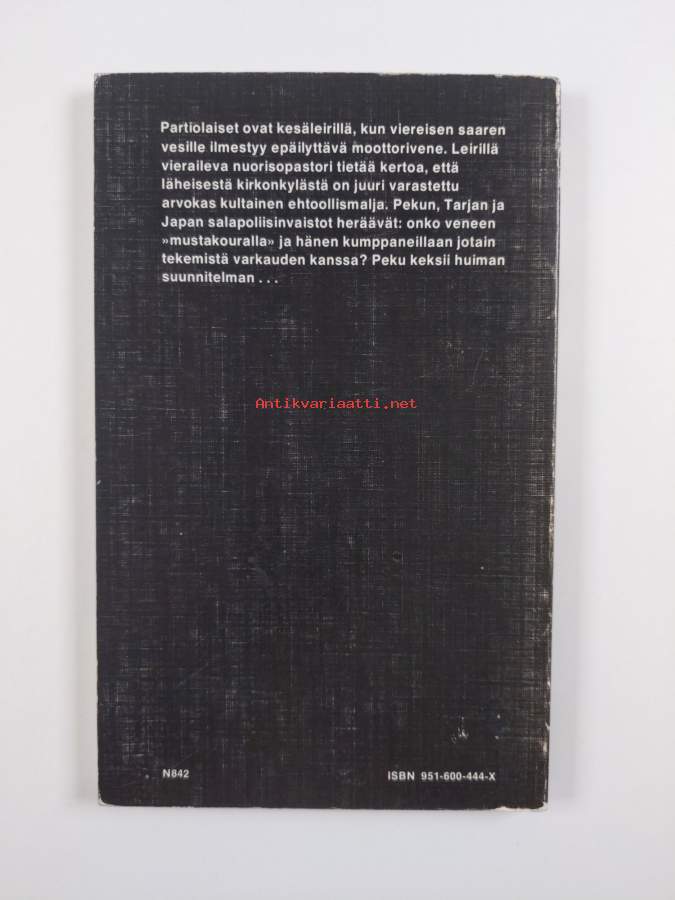 Partiolaiset ovat kesäleirillä, kun viereisen saaren
vesille ilmestyy epäilyttävä moottorivene. Leirillä
vieraileva nuorisopastori tietää kertoa, että
läheisestä kirkonkylästä on juuri varastettu
arvokas kultainen ehtoollismalja. Pekun, Tarjan ja
Japan salapoliisinvaistot heräävät: onko veneen
»mustakouralla» ja hänen kumppaneillaan jotain
tekemistä varkauden kanssa? Peku keksii huiman
suunnitelman . . .
Antikvariaatti.net
N842
ISBN 951-600-444-X